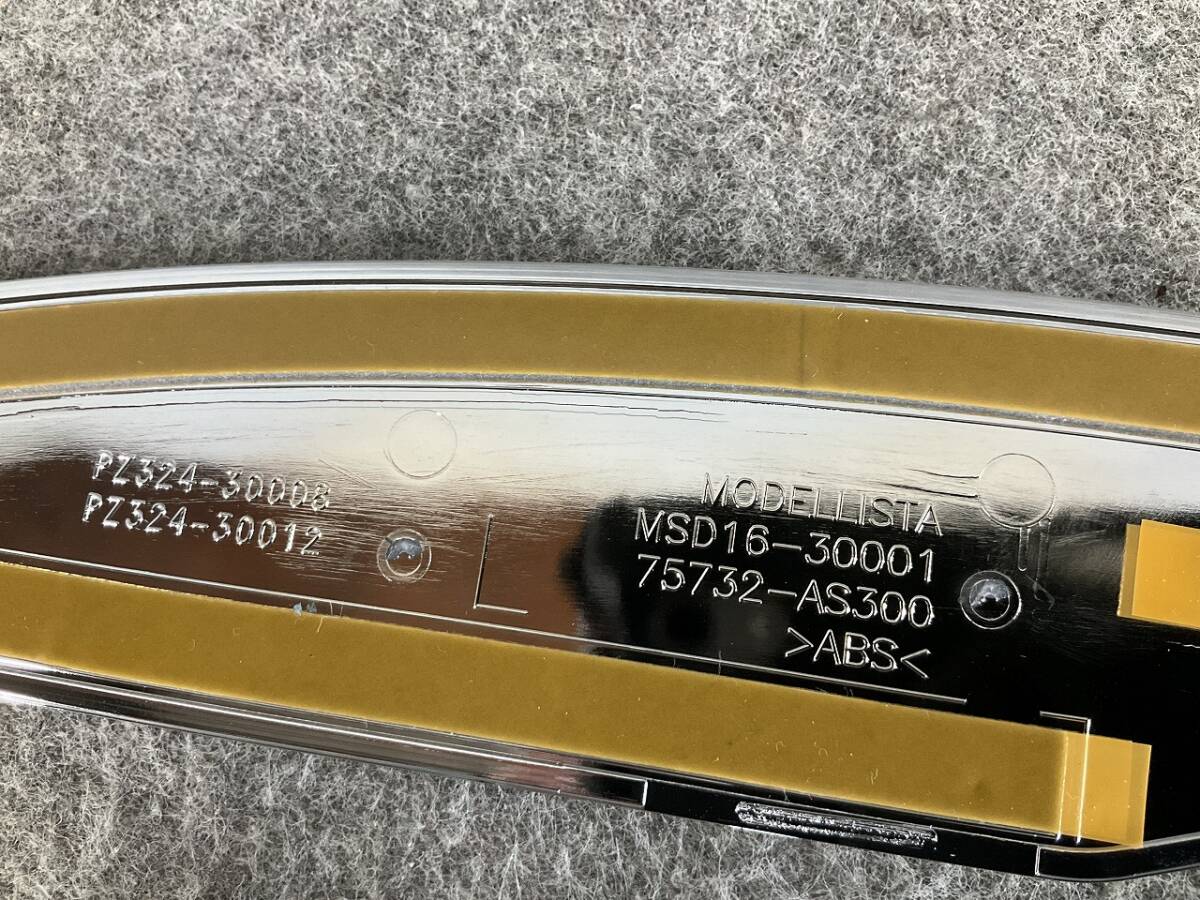 PZ324-30008
PZ324-30012
MODELLISTA
MSD16-30001
75732-AS300
>ABS<